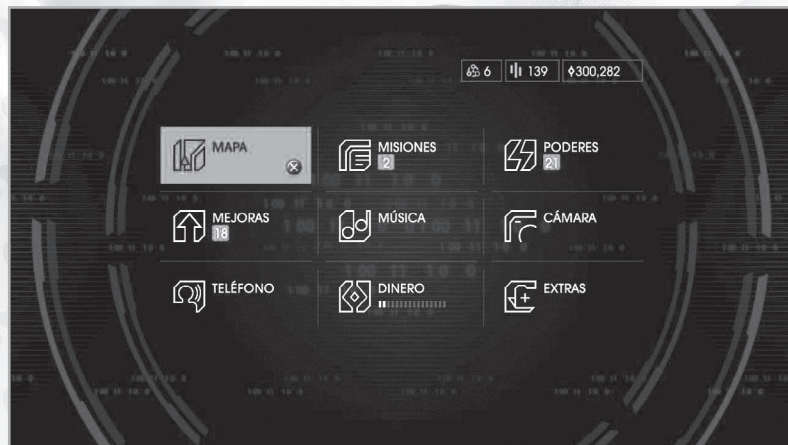 6 139 300,282
MAPA
MISIONES
2
PODERES
21
MEJORAS
18
MÚSICA
CÁMARA
TELÉFONO
DINERO
EXTRAS